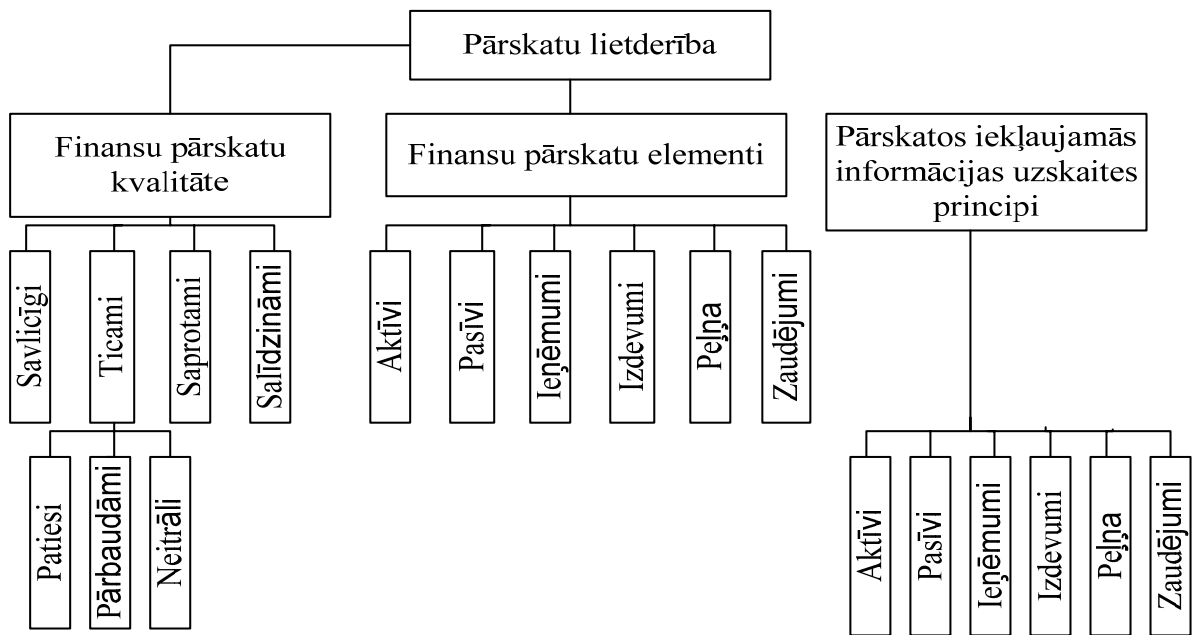 Pārskatu lietderība
Finansu pārskatu
kvalitāte
Finansu pārskatu elementi
Pārskatos iekļaujamās
informācijas uzskaites
principi
Savlicīgi
Ticami
Saprotami
Salīdzināmi
Aktīvi
Pasīvi
Ieņēmumi
Izdevumi
Peļņa
Zaudējumi
Patiesi
Pārbaudāmi
Neitrāli
Aktīvi
Pasīvi
Ieņēmumi
Izdevumi
Peļņa
Zaudējumi